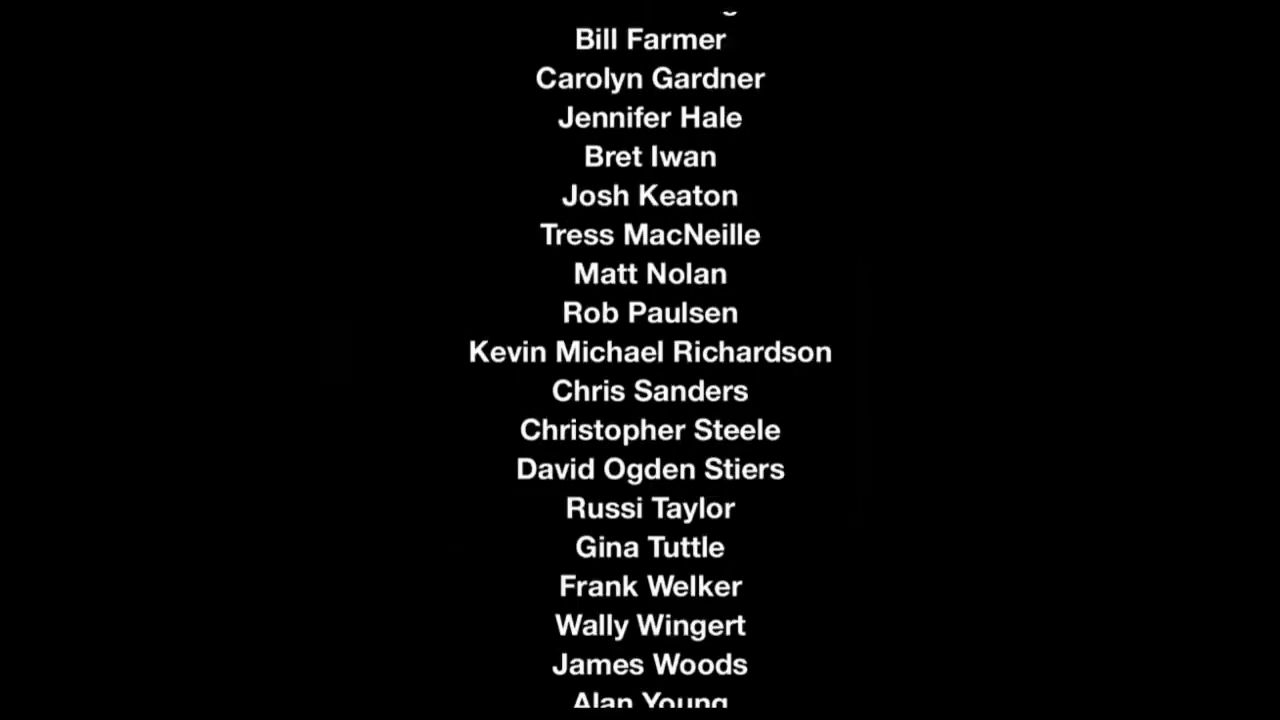 Bill Farmer
Carolyn Gardner
Jennifer Hale
Bret Iwan
Josh Keaton
Tress MacNeille
Matt Nolan
Rob Paulsen
Kevin Michael Richardson
Chris Sanders
Christopher Steele
David Ogden Stiers
Russi Taylor
Gina Tuttle
Frank Welker
Wally Wingert
James Woods
Alan Young